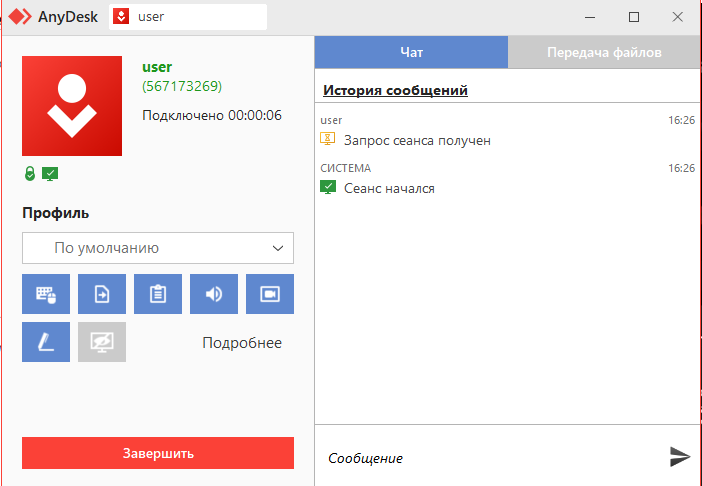 AnyDesk
user
user
(567173269)
Подключено 00:00:06
Профиль
По умолчанию
Подробнее
Завершить
Чат
Передача файлов
История сообщений
user 16:26
Запрос сеанса получен
СИСТЕМА 16:26
Сеанс начался
Сообщение